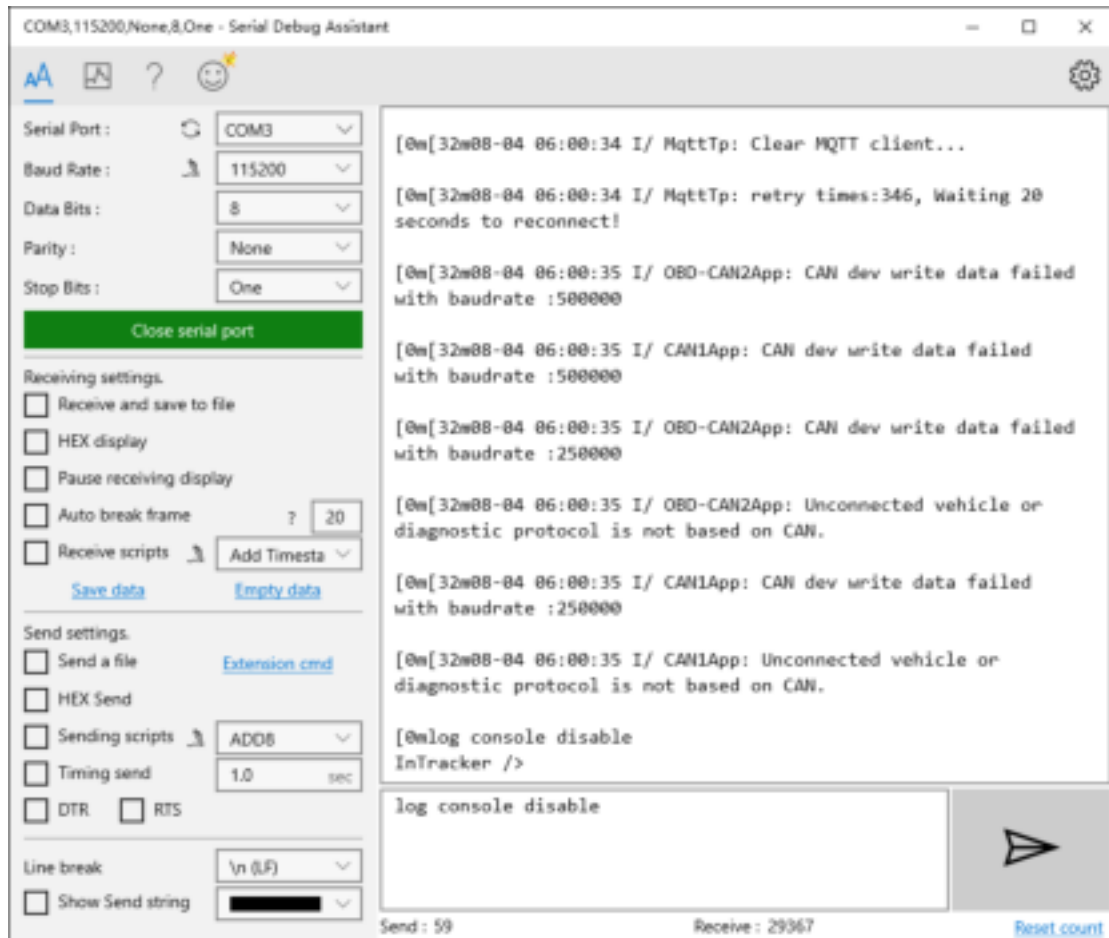 COM3,115200,None,8,One - Serial Debug Assistant
AA
?
Serial Port :
COM3
Baud Rate :
115200
Data Bits :
8
Parity :
None
Stop Bits :
One
Close serial port
Receiving settings.
Receive and save to file
HEX display
Pause receiving display
Auto break frame ? 20
Receive scripts Add Timesta
Save data Empty data
Send settings.
Send a file Extension cmd
HEX Send
Sending scripts ADD8
Timing send 1.0 sec
DTR RTS
Line break \n (LF)
Show Send string
[0m[32m08-04 06:00:34 I/ MqttTp: Clear MQTT client...
[0m[32m08-04 06:00:34 I/ MqttTp: retry times:346, Waiting 20
seconds to reconnect!
[0m[32m08-04 06:00:35 I/ OBD-CAN2App: CAN dev write data failed
with baudrate :500000
[0m[32m08-04 06:00:35 I/ CAN1App: CAN dev write data failed
with baudrate :500000
[0m[32m08-04 06:00:35 I/ OBD-CAN2App: CAN dev write data failed
with baudrate :250000
[0m[32m08-04 06:00:35 I/ OBD-CAN2App: Unconnected vehicle or
diagnostic protocol is not based on CAN.
[0m[32m08-04 06:00:35 I/ CAN1App: CAN dev write data failed
with baudrate :250000
[0m[32m08-04 06:00:35 I/ CAN1App: Unconnected vehicle or
diagnostic protocol is not based on CAN.
[0mlog console disable
InTracker />
log console disable
Send : 59 Receive : 29367 Reset count